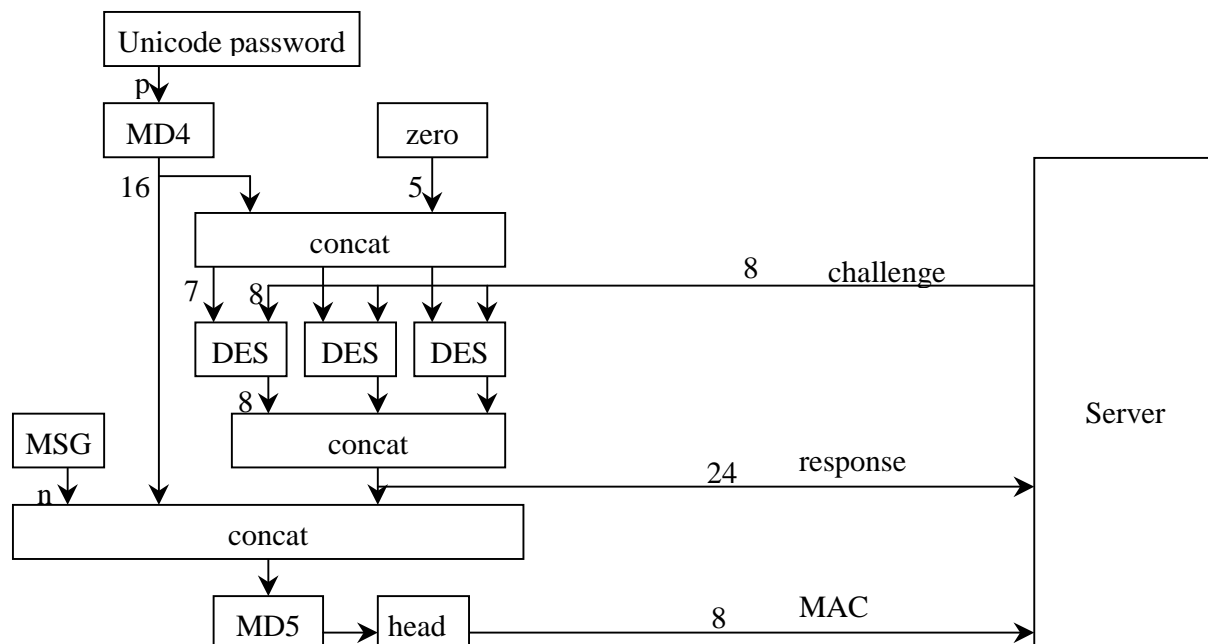 Unicode password
p
MD4
zero
16
5
concat
8
challenge
7
8
DES
DES
DES
8
concat
Server
MSG
response
24
n
concat
MAC
8
MD5
head